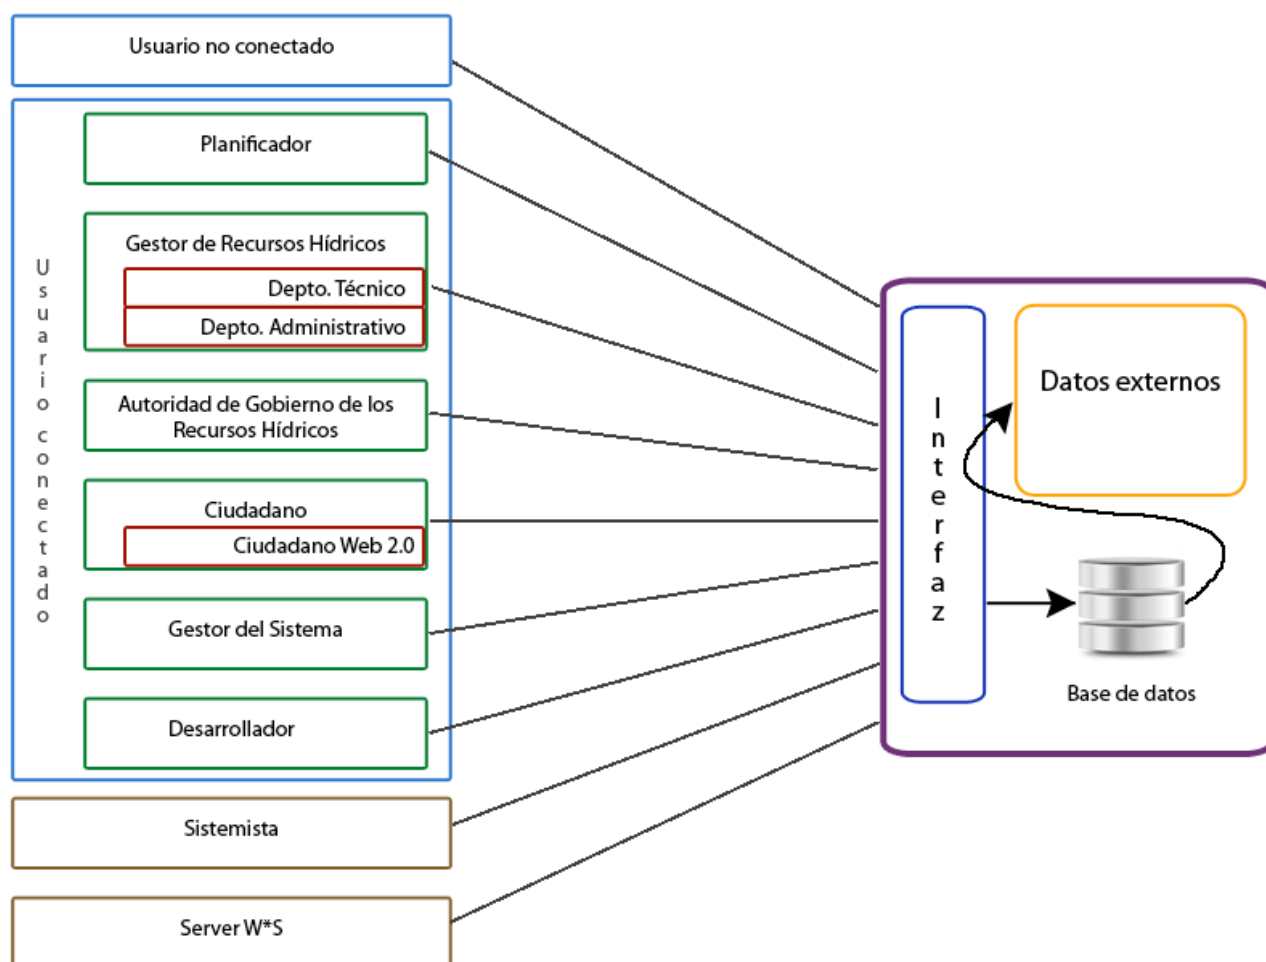 Usuario no conectado
Usuario conectado
Planificador
Gestor de Recursos Hídricos
Depto. Técnico
Depto. Administrativo
Autoridad de Gobierno de los
Recursos Hídricos
Ciudadano
Ciudadano Web 2.0
Gestor del Sistema
Desarrollador
Sistemista
Server W*S
Interfaz
Datos externos
Base de datos